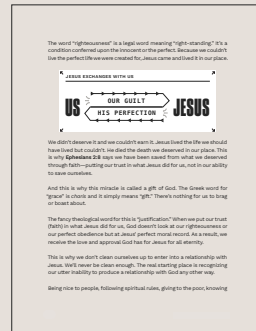 The word “righteousness” is a legal word meaning “right-standing.” It’s a
condition conferred upon the innocent or the perfect. Because we couldn’t
live the perfect life we were created for, Jesus came and lived it in our place.
JESUS EXCHANGES WITH US
US
OUR GUILT
HIS PERFECTION
JESUS
We didn’t deserve it and we couldn’t earn it. Jesus lived the life we should
have lived but couldn’t. He died the death we deserved in our place. This
is why Ephesians 2:8 says we have been saved from what we deserved
through faith—putting our trust in what Jesus did for us, not in our ability
to save ourselves.
And this is why this miracle is called a gift of God. The Greek word for
“grace” is charis and it simply means “gift.” There’s nothing for us to brag
or boast about.
The fancy theological word for this is “justification.” When we put our trust
(faith) in what Jesus did for us, God doesn’t look at our righteousness or
our perfect obedience but at Jesus’ perfect moral record. As a result, we
receive the love and approval God has for Jesus for all eternity.
This is why we don’t clean ourselves up to enter into a relationship with
Jesus. We’ll never be clean enough. The real starting place is recognizing
our utter inability to produce a relationship with God any other way.
Being nice to people, following spiritual rules, giving to the poor, knowing